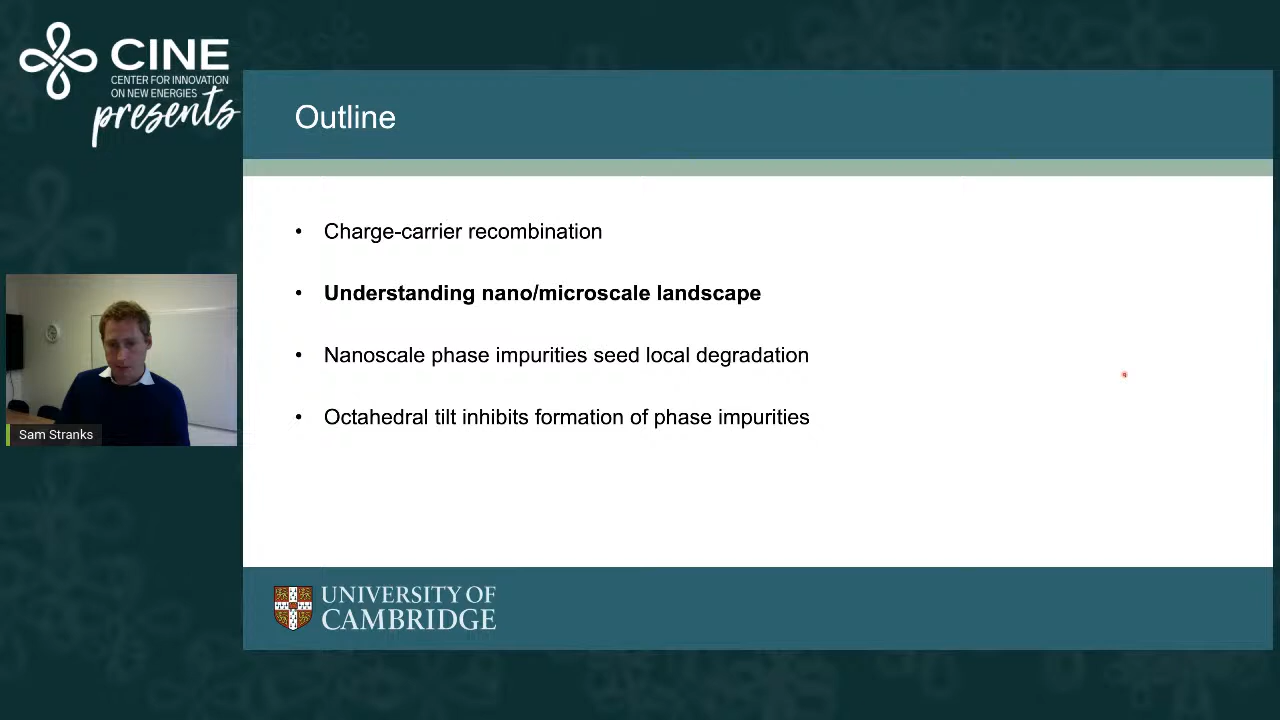 CINE
CENTER FOR INNOVATION
ON NEW ENERGIES
presents
Outline
• Charge-carrier recombination
• Understanding nano/microscale landscape
• Nanoscale phase impurities seed local degradation
• Octahedral tilt inhibits formation of phase impurities
Sam Stranks
UNIVERSITY OF
CAMBRIDGE